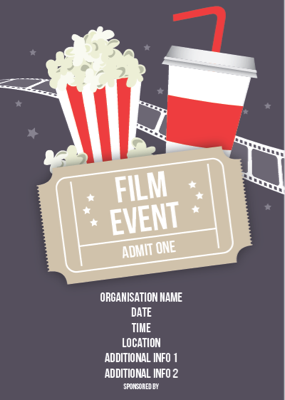 FILM
EVENT
ADMIT ONE
ORGANISATION NAME
DATE
TIME
LOCATION
ADDITIONAL INFO 1
ADDITIONAL INFO 2
SPONSORED BY